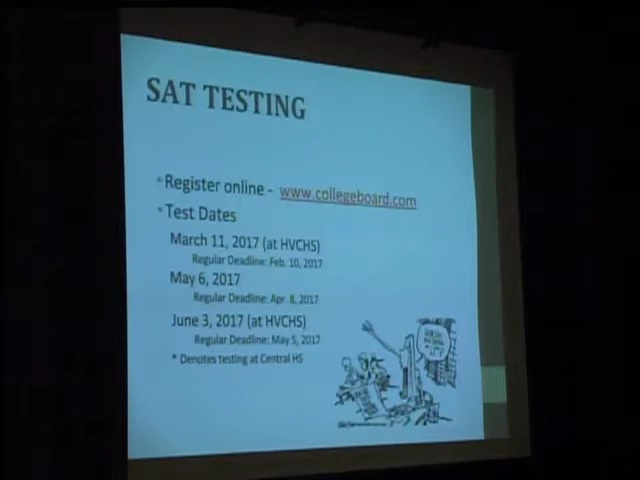 SAT TESTING
* Register online - www.collegeboard.com
* Test Dates
March 11, 2017 (at HVCHS)
Regular Deadline: Feb. 10, 2017
May 6, 2017
Regular Deadline: Apr. 8, 2017
June 3, 2017 (at HVCHS)
Regular Deadline: May 5, 2017
* Denotes testing at Central HS